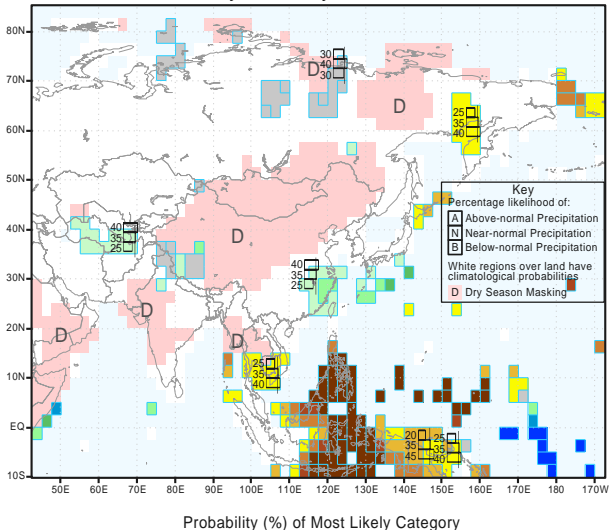 80N
70N
60N
50N
40N
30N
20N
10N
EQ
10S
50E
60E
70E
80E
90E
100E
110E
120E
130E
140E
150E
160E
170E
180
170W
30
40
30
D
D
25
35
40
40
35
25
D
40
35
25
D
D
D
25
35
40
20
35
45
25
35
40
Key
Percentage likelihood of:
A Above-normal Precipitation
N Near-normal Precipitation
B Below-normal Precipitation
White regions over land have
climatological probabilities
D Dry Season Masking
Probability (%) of Most Likely Category